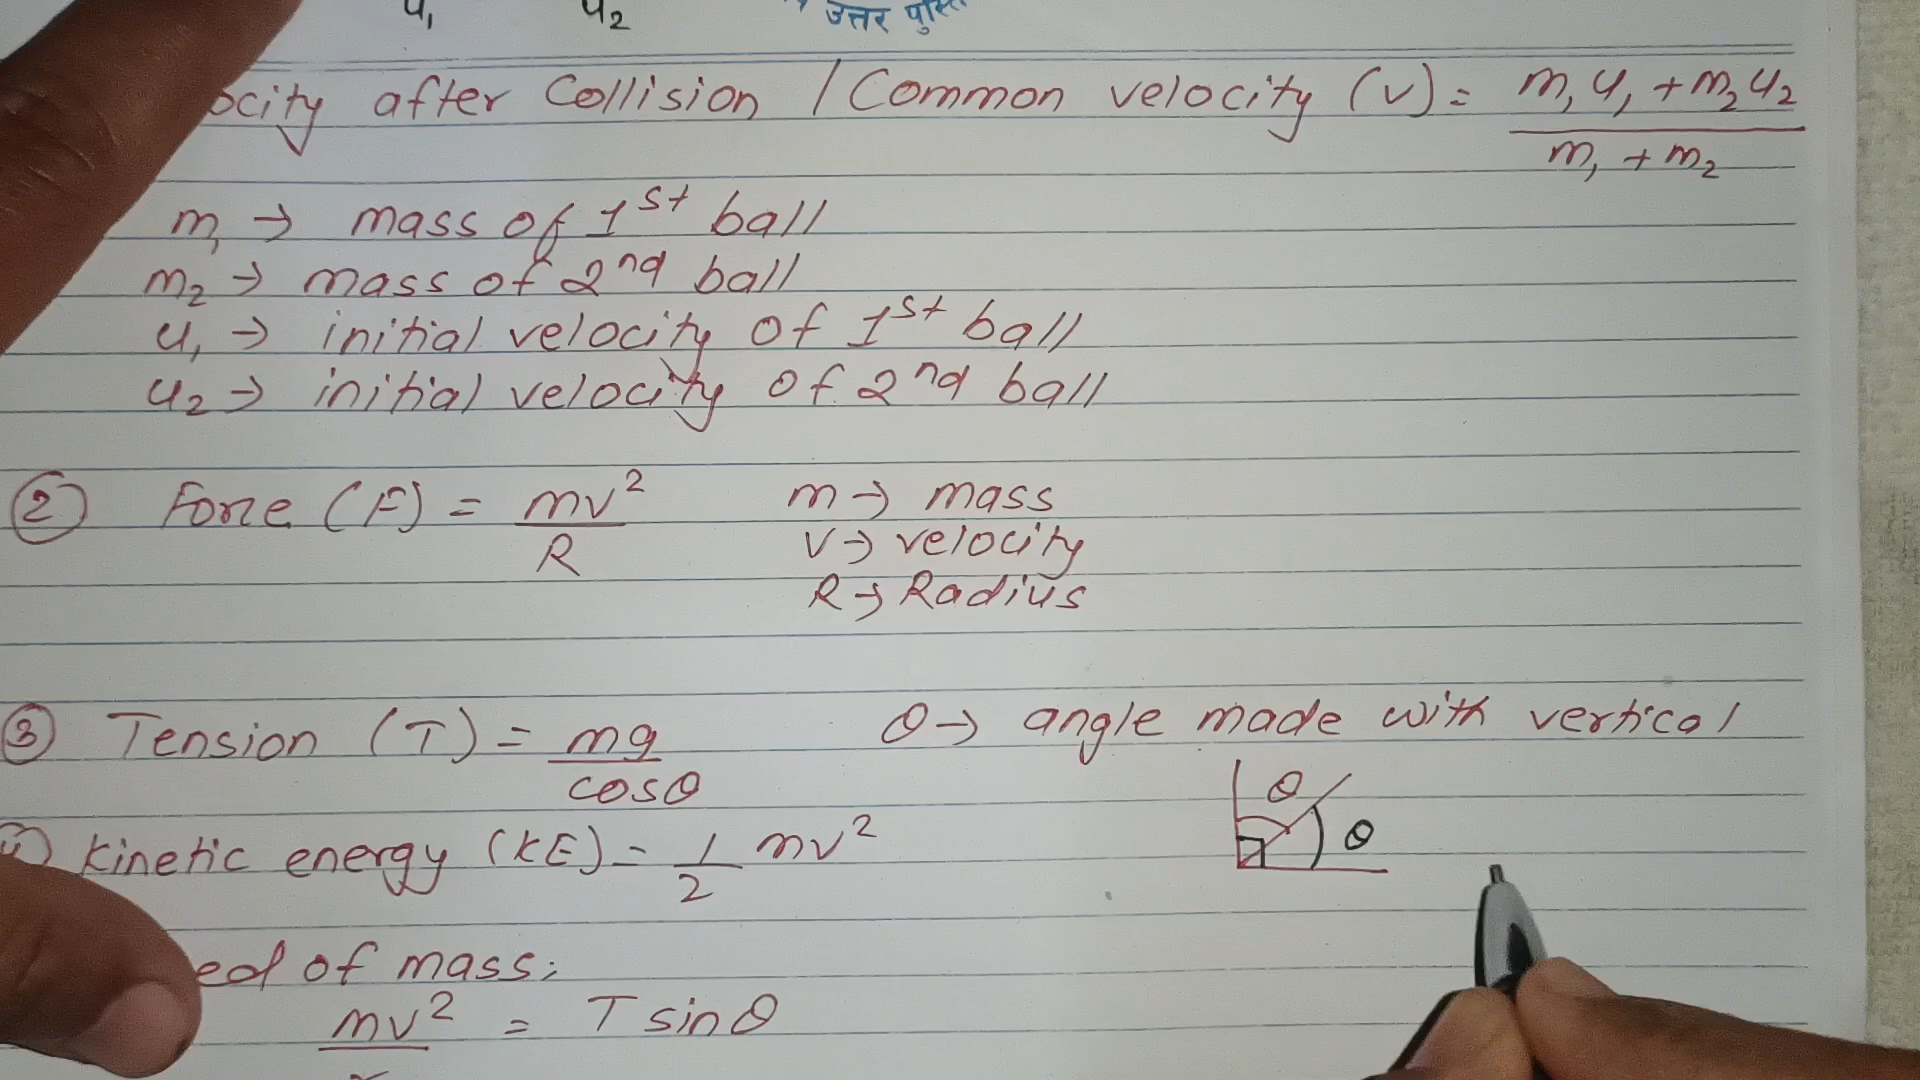 u₁ u₂ उत्तर
after Collision / Common velocity (v) = m₁u₁ + m₂u₂ / m₁ + m₂
m₁ → mass of 1st ball
m₂ → mass of 2nd ball
u₁ → initial velocity of 1st ball
u₂ → initial velocity of 2nd ball
② Force (F) = mv² / R m → mass
v → velocity
R → Radius
③ Tension (T) = mg / cosθ θ → angle made with vertical
θ
θ
Kinetic energy (KE) = 1/2 mv²
of mass;
mv² = T sinθ